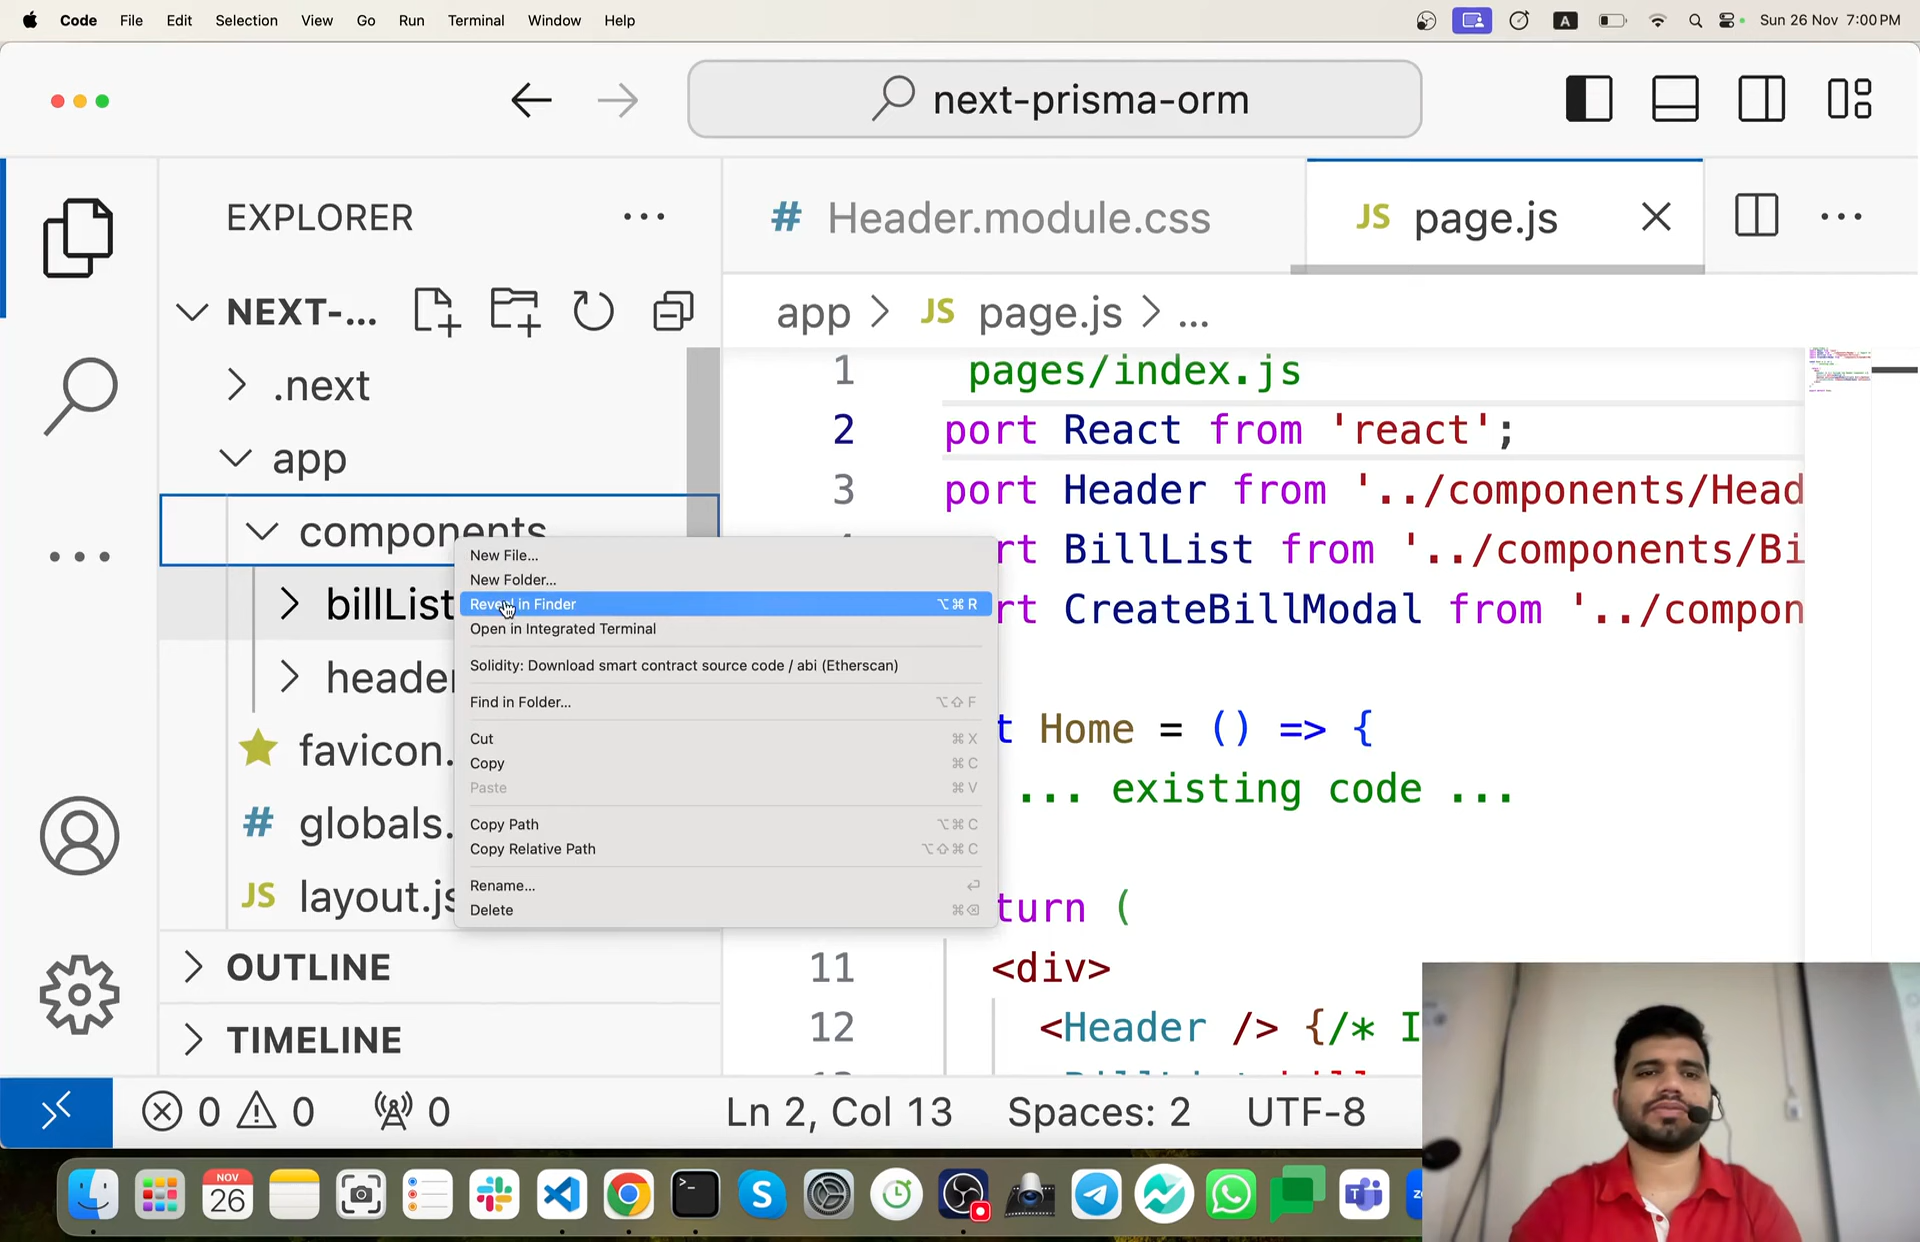 Code File Edit Selection View Go Run Terminal Window Help
A
Sun 26 Nov 7:00 PM
next-prisma-orm
EXPLORER
NEXT-...
.next
app
components
billList
header
favicon.
globals.
layout.js
OUTLINE
TIMELINE
# Header.module.css
JS page.js
app > JS page.js > ...
1 pages/index.js
2 port React from 'react';
3 port Header from '../components/Head
rt BillList from '../components/Bi
rt CreateBillModal from '../compon
t Home = () => {
... existing code ...
turn (
11 <div>
12 <Header /> {/* I
New File...
New Folder...
Reveal in Finder ⌥⌘R
Open in Integrated Terminal
Solidity: Download smart contract source code / abi (Etherscan)
Find in Folder... ⌥⇧F
Cut ⌘X
Copy ⌘C
Paste ⌘V
Copy Path ⌥⌘C
Copy Relative Path ⌥⇧⌘C
Rename... ⏎
Delete ⌘⌫
0 0 0
Ln 2, Col 13
Spaces: 2
UTF-8
NOV
26